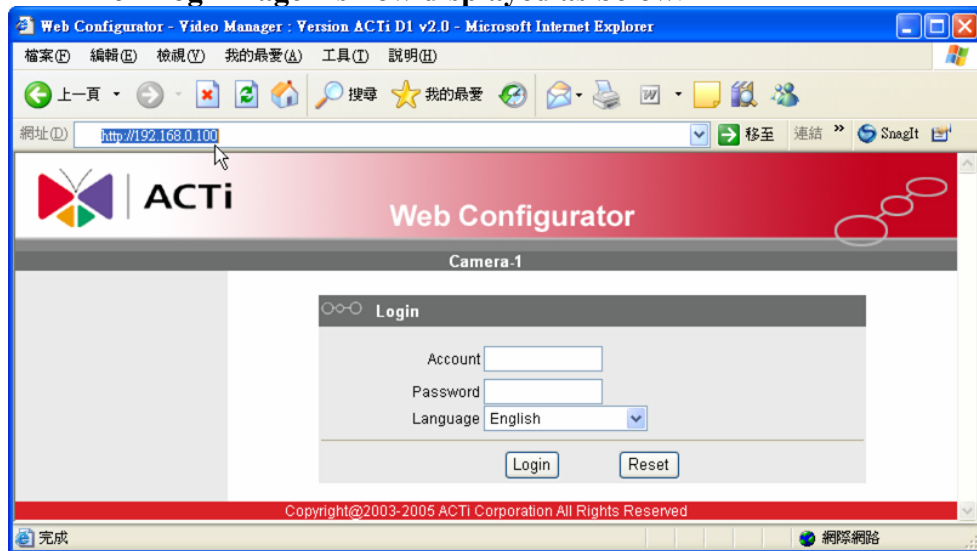 Web Configurator - Video Manager : Version ACTi D1 v2.0 - Microsoft Internet Explorer
檔案(F) 編輯(E) 檢視(V) 我的最愛(A) 工具(T) 說明(H)
上一頁 搜尋 我的最愛
網址(D) http://192.168.0.100 移至 連結 » SnagIt
ACTi
Web Configurator
Camera-1
Login
Account
Password
Language English
Login Reset
Copyright@2003-2005 ACTi Corporation All Rights Reserved
完成 網際網路